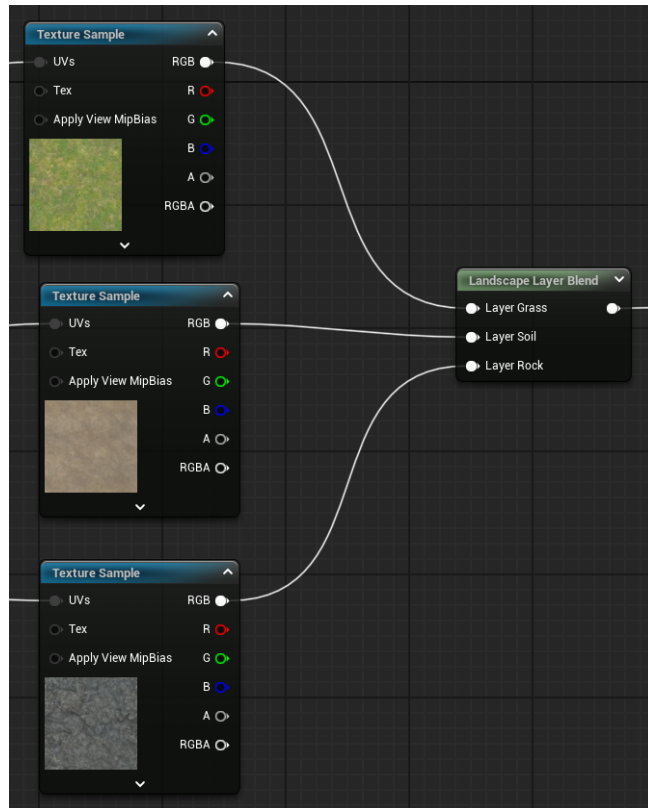 Texture Sample
UVs RGB
Tex R
Apply View MipBias G
B
A
RGBA
Landscape Layer Blend
Layer Grass
Layer Soil
Layer Rock
Texture Sample
UVs RGB
Tex R
Apply View MipBias G
B
A
RGBA
Texture Sample
UVs RGB
Tex R
Apply View MipBias G
B
A
RGBA